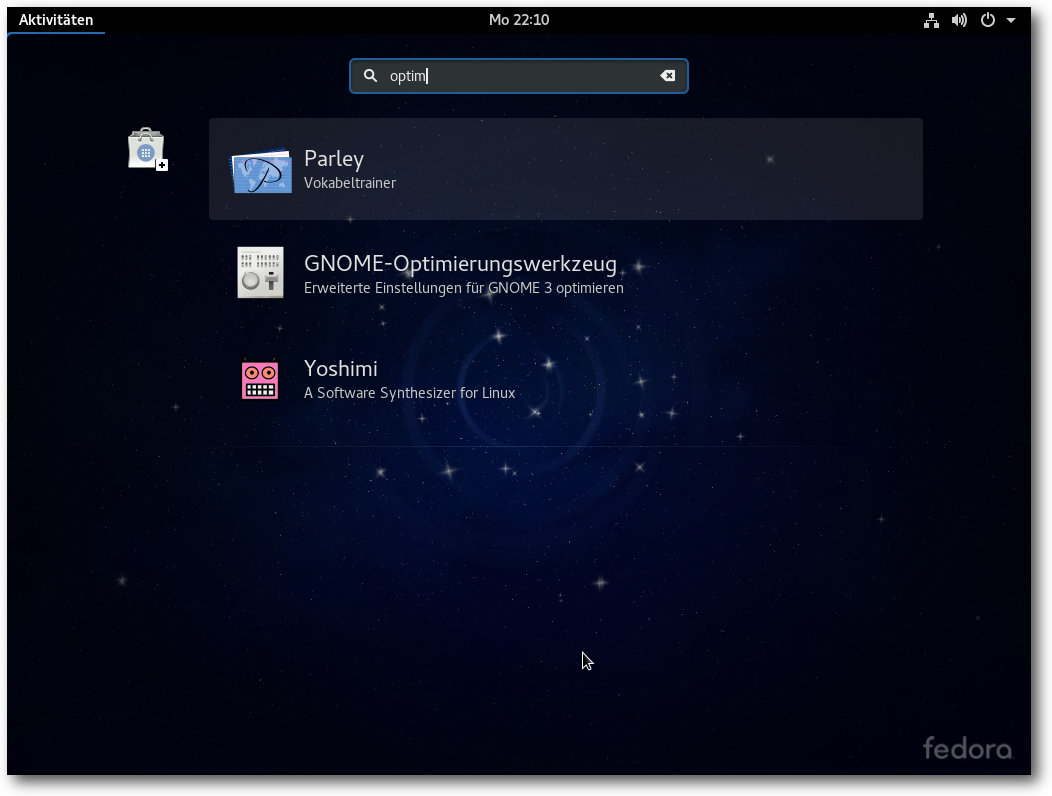 Aktivitäten
Mo 22:10
optim
Parley
Vokabeltrainer
GNOME-Optimierungswerkzeug
Erweiterte Einstellungen für GNOME 3 optimieren
Yoshimi
A Software Synthesizer for Linux
fedora